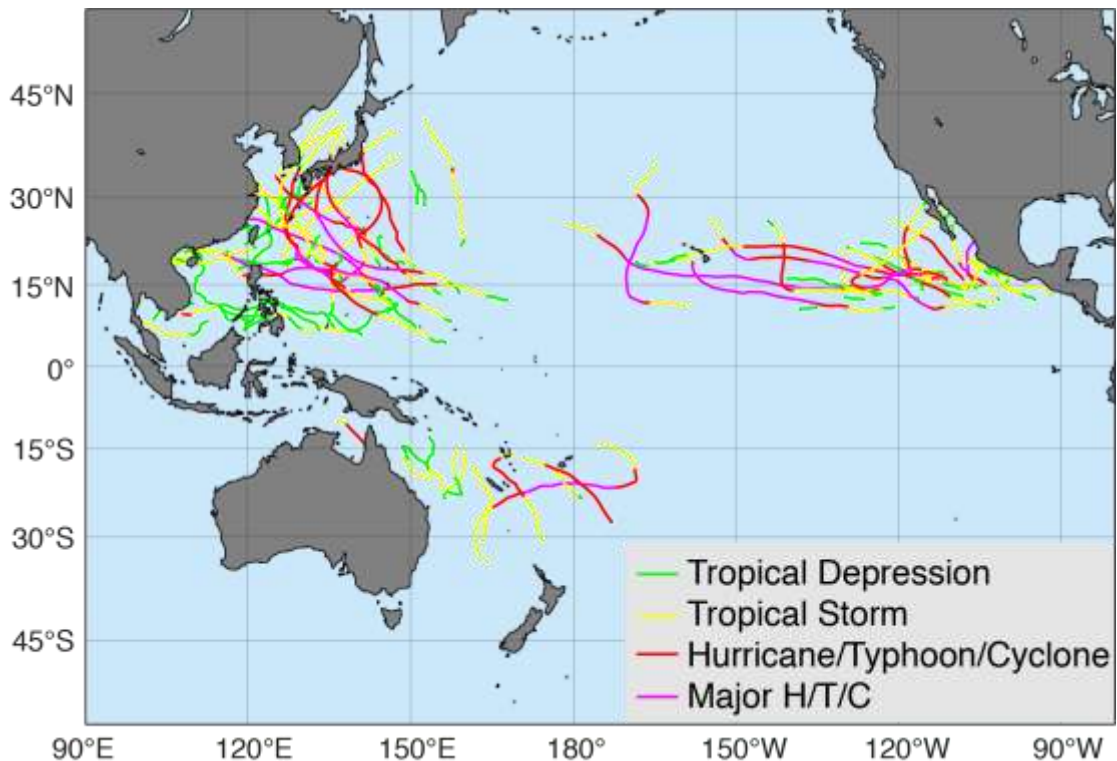 45°N
30°N
15°N
0°
15°S
30°S
45°S
Tropical Depression
Tropical Storm
Hurricane/Typhoon/Cyclone
Major H/T/C
90°E 120°E 150°E 180° 150°W 120°W 90°W